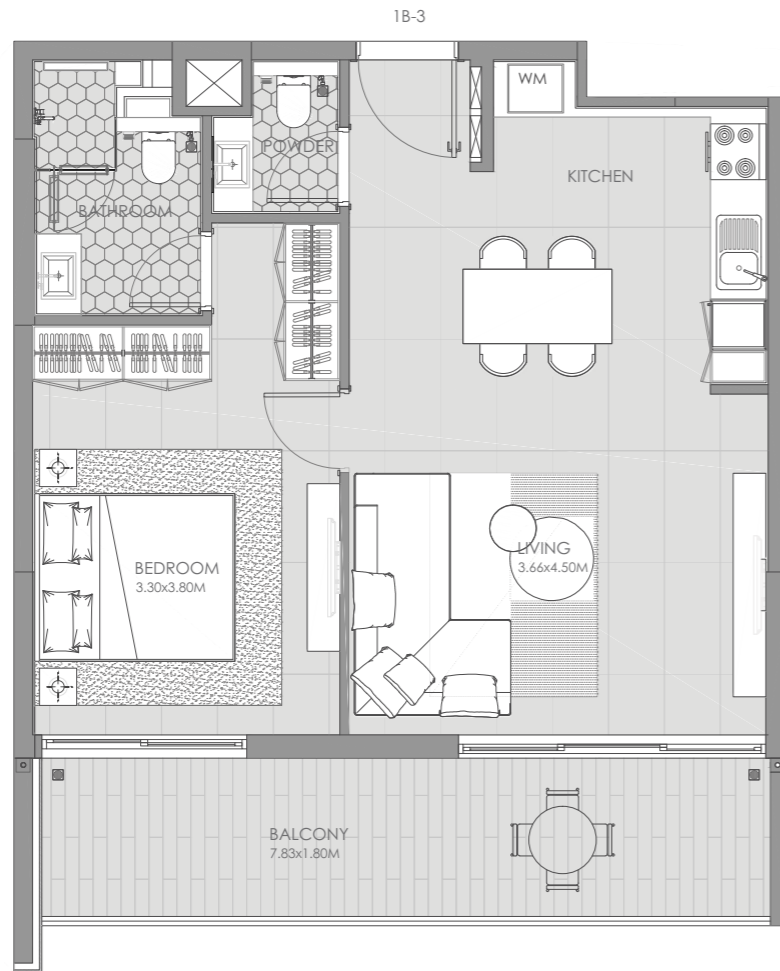 1B-3
WM
POWDER
KITCHEN
BATHROOM
BEDROOM
3.30x3.80M
LIVING
3.66x4.50M
BALCONY
7.83x1.80M